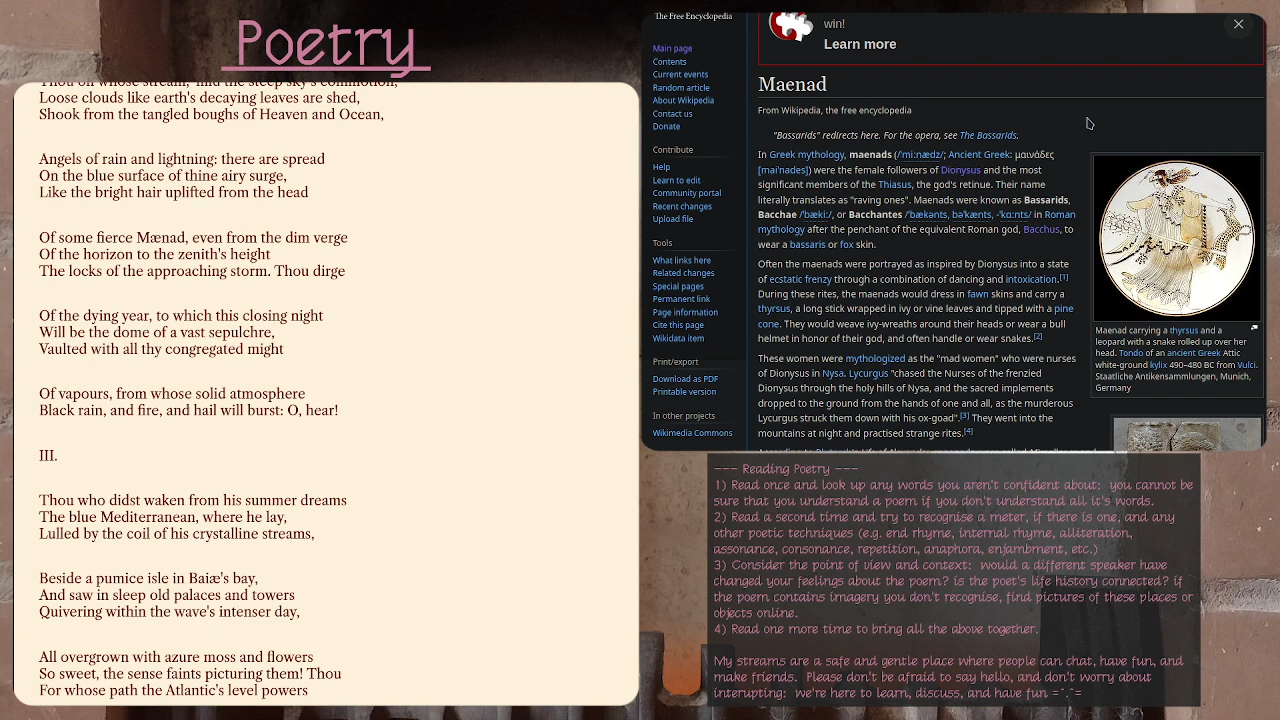 Poetry
Thou on whose stream, 'mid the steep sky's commotion,
Loose clouds like earth's decaying leaves are shed,
Shook from the tangled boughs of Heaven and Ocean,
Angels of rain and lightning: there are spread
On the blue surface of thine airy surge,
Like the bright hair uplifted from the head
Of some fierce Mænad, even from the dim verge
Of the horizon to the zenith's height
The locks of the approaching storm. Thou dirge
Of the dying year, to which this closing night
Will be the dome of a vast sepulchre,
Vaulted with all thy congregated might
Of vapours, from whose solid atmosphere
Black rain, and fire, and hail will burst: O, hear!
III.
Thou who didst waken from his summer dreams
The blue Mediterranean, where he lay,
Lulled by the coil of his crystalline streams,
Beside a pumice isle in Baiæ's bay,
And saw in sleep old palaces and towers
Quivering within the wave's intenser day,
All overgrown with azure moss and flowers
So sweet, the sense faints picturing them! Thou
For whose path the Atlantic's level powers
The Free Encyclopedia
Main page
Contents
Current events
Random article
About Wikipedia
Contact us
Donate
Contribute
Help
Learn to edit
Community portal
Recent changes
Upload file
Tools
What links here
Related changes
Special pages
Permanent link
Page information
Cite this page
Wikidata item
Print/export
Download as PDF
Printable version
In other projects
Wikimedia Commons
win!
Learn more
Maenad
From Wikipedia, the free encyclopedia
"Bassarids" redirects here. For the opera, see The Bassarids.
In Greek mythology, maenads (/ˈmiːnædz/; Ancient Greek: μαινάδες
[maiˈnades]) were the female followers of Dionysus and the most
significant members of the Thiasus, the god's retinue. Their name
literally translates as "raving ones". Maenads were known as Bassarids,
Bacchae /ˈbækiː/, or Bacchantes /ˈbækənts, bəˈkænts, -ˈkɑːnts/ in Roman
mythology after the penchant of the equivalent Roman god, Bacchus, to
wear a bassaris or fox skin.
Often the maenads were portrayed as inspired by Dionysus into a state
of ecstatic frenzy through a combination of dancing and intoxication.[1]
During these rites, the maenads would dress in fawn skins and carry a
thyrsus, a long stick wrapped in ivy or vine leaves and tipped with a pine
cone. They would weave ivy-wreaths around their heads or wear a bull
helmet in honor of their god, and often handle or wear snakes.[2]
These women were mythologized as the "mad women" who were nurses
of Dionysus in Nysa. Lycurgus "chased the Nurses of the frenzied
Dionysus through the holy hills of Nysa, and the sacred implements
dropped to the ground from the hands of one and all, as the murderous
Lycurgus struck them down with his ox-goad".[3] They went into the
mountains at night and practised strange rites.[4]
Maenad carrying a thyrsus and a
leopard with a snake rolled up over her
head. Tondo of an ancient Greek Attic
white-ground kylix 490–480 BC from Vulci.
Staatliche Antikensammlungen, Munich,
Germany
--- Reading Poetry ---
1) Read once and look up any words you aren't confident about: you cannot be
sure that you understand a poem if you don't understand all it's words.
2) Read a second time and try to recognise a meter, if there is one, and any
other poetic techniques (e.g. end rhyme, internal rhyme, alliteration,
assonance, consonance, repetition, anaphora, enjambment, etc.)
3) Consider the point of view and context: would a different speaker have
changed your feelings about the poem? is the poet's life history connected? if
the poem contains imagery you don't recognise, find pictures of these places or
objects online.
4) Read one more time to bring all the above together.
My streams are a safe and gentle place where people can chat, have fun, and
make friends. Please don't be afraid to say hello, and don't worry about
interupting: we're here to learn, discuss, and have fun =^.^=